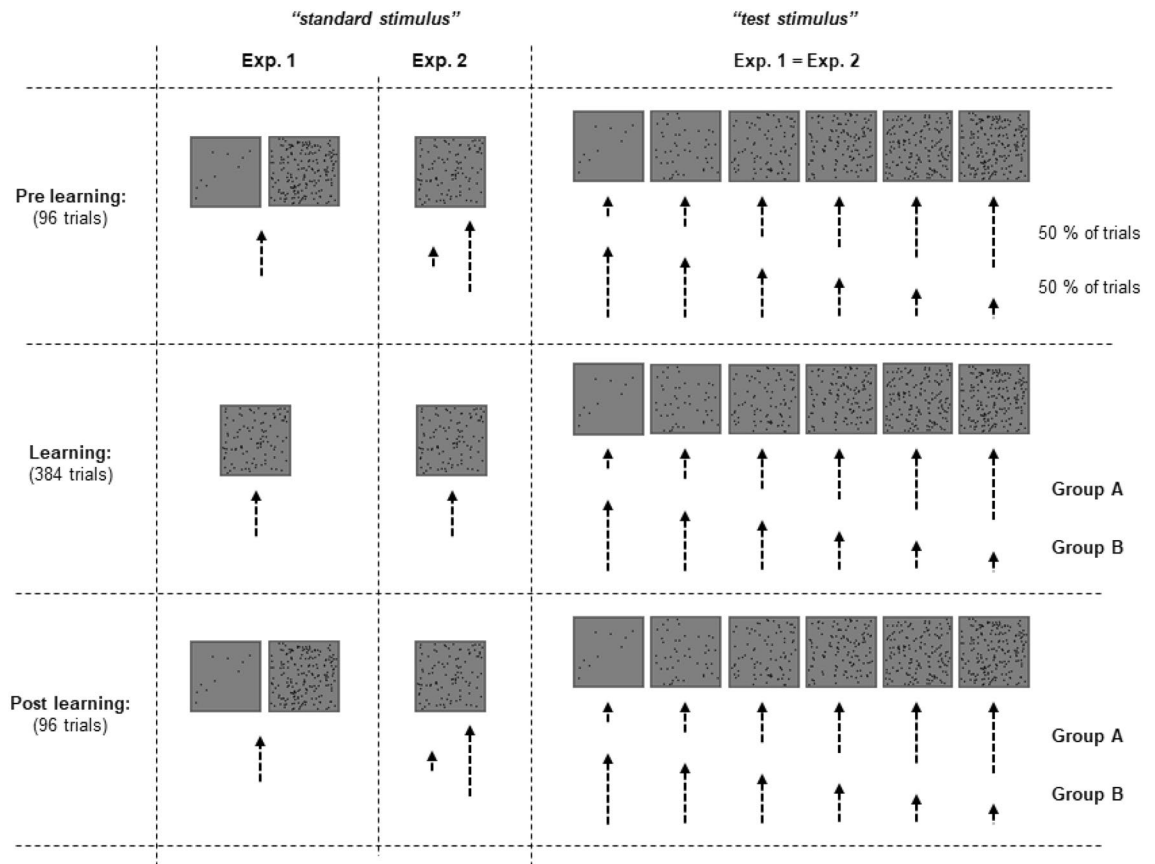 "standard stimulus"
"test stimulus"
Exp. 1
Exp. 2
Exp. 1 = Exp. 2
Pre learning:
(96 trials)
50 % of trials
50 % of trials
Learning:
(384 trials)
Group A
Group B
Post learning:
(96 trials)
Group A
Group B